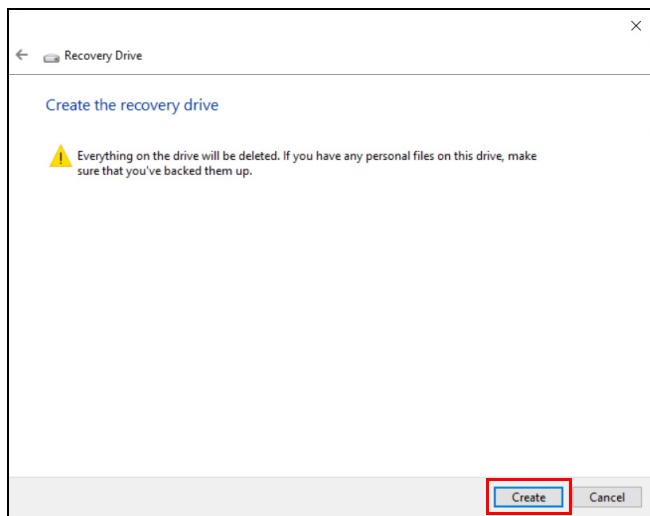 Recovery Drive
Create the recovery drive
Everything on the drive will be deleted. If you have any personal files on this drive, make
sure that you've backed them up.
Create
Cancel